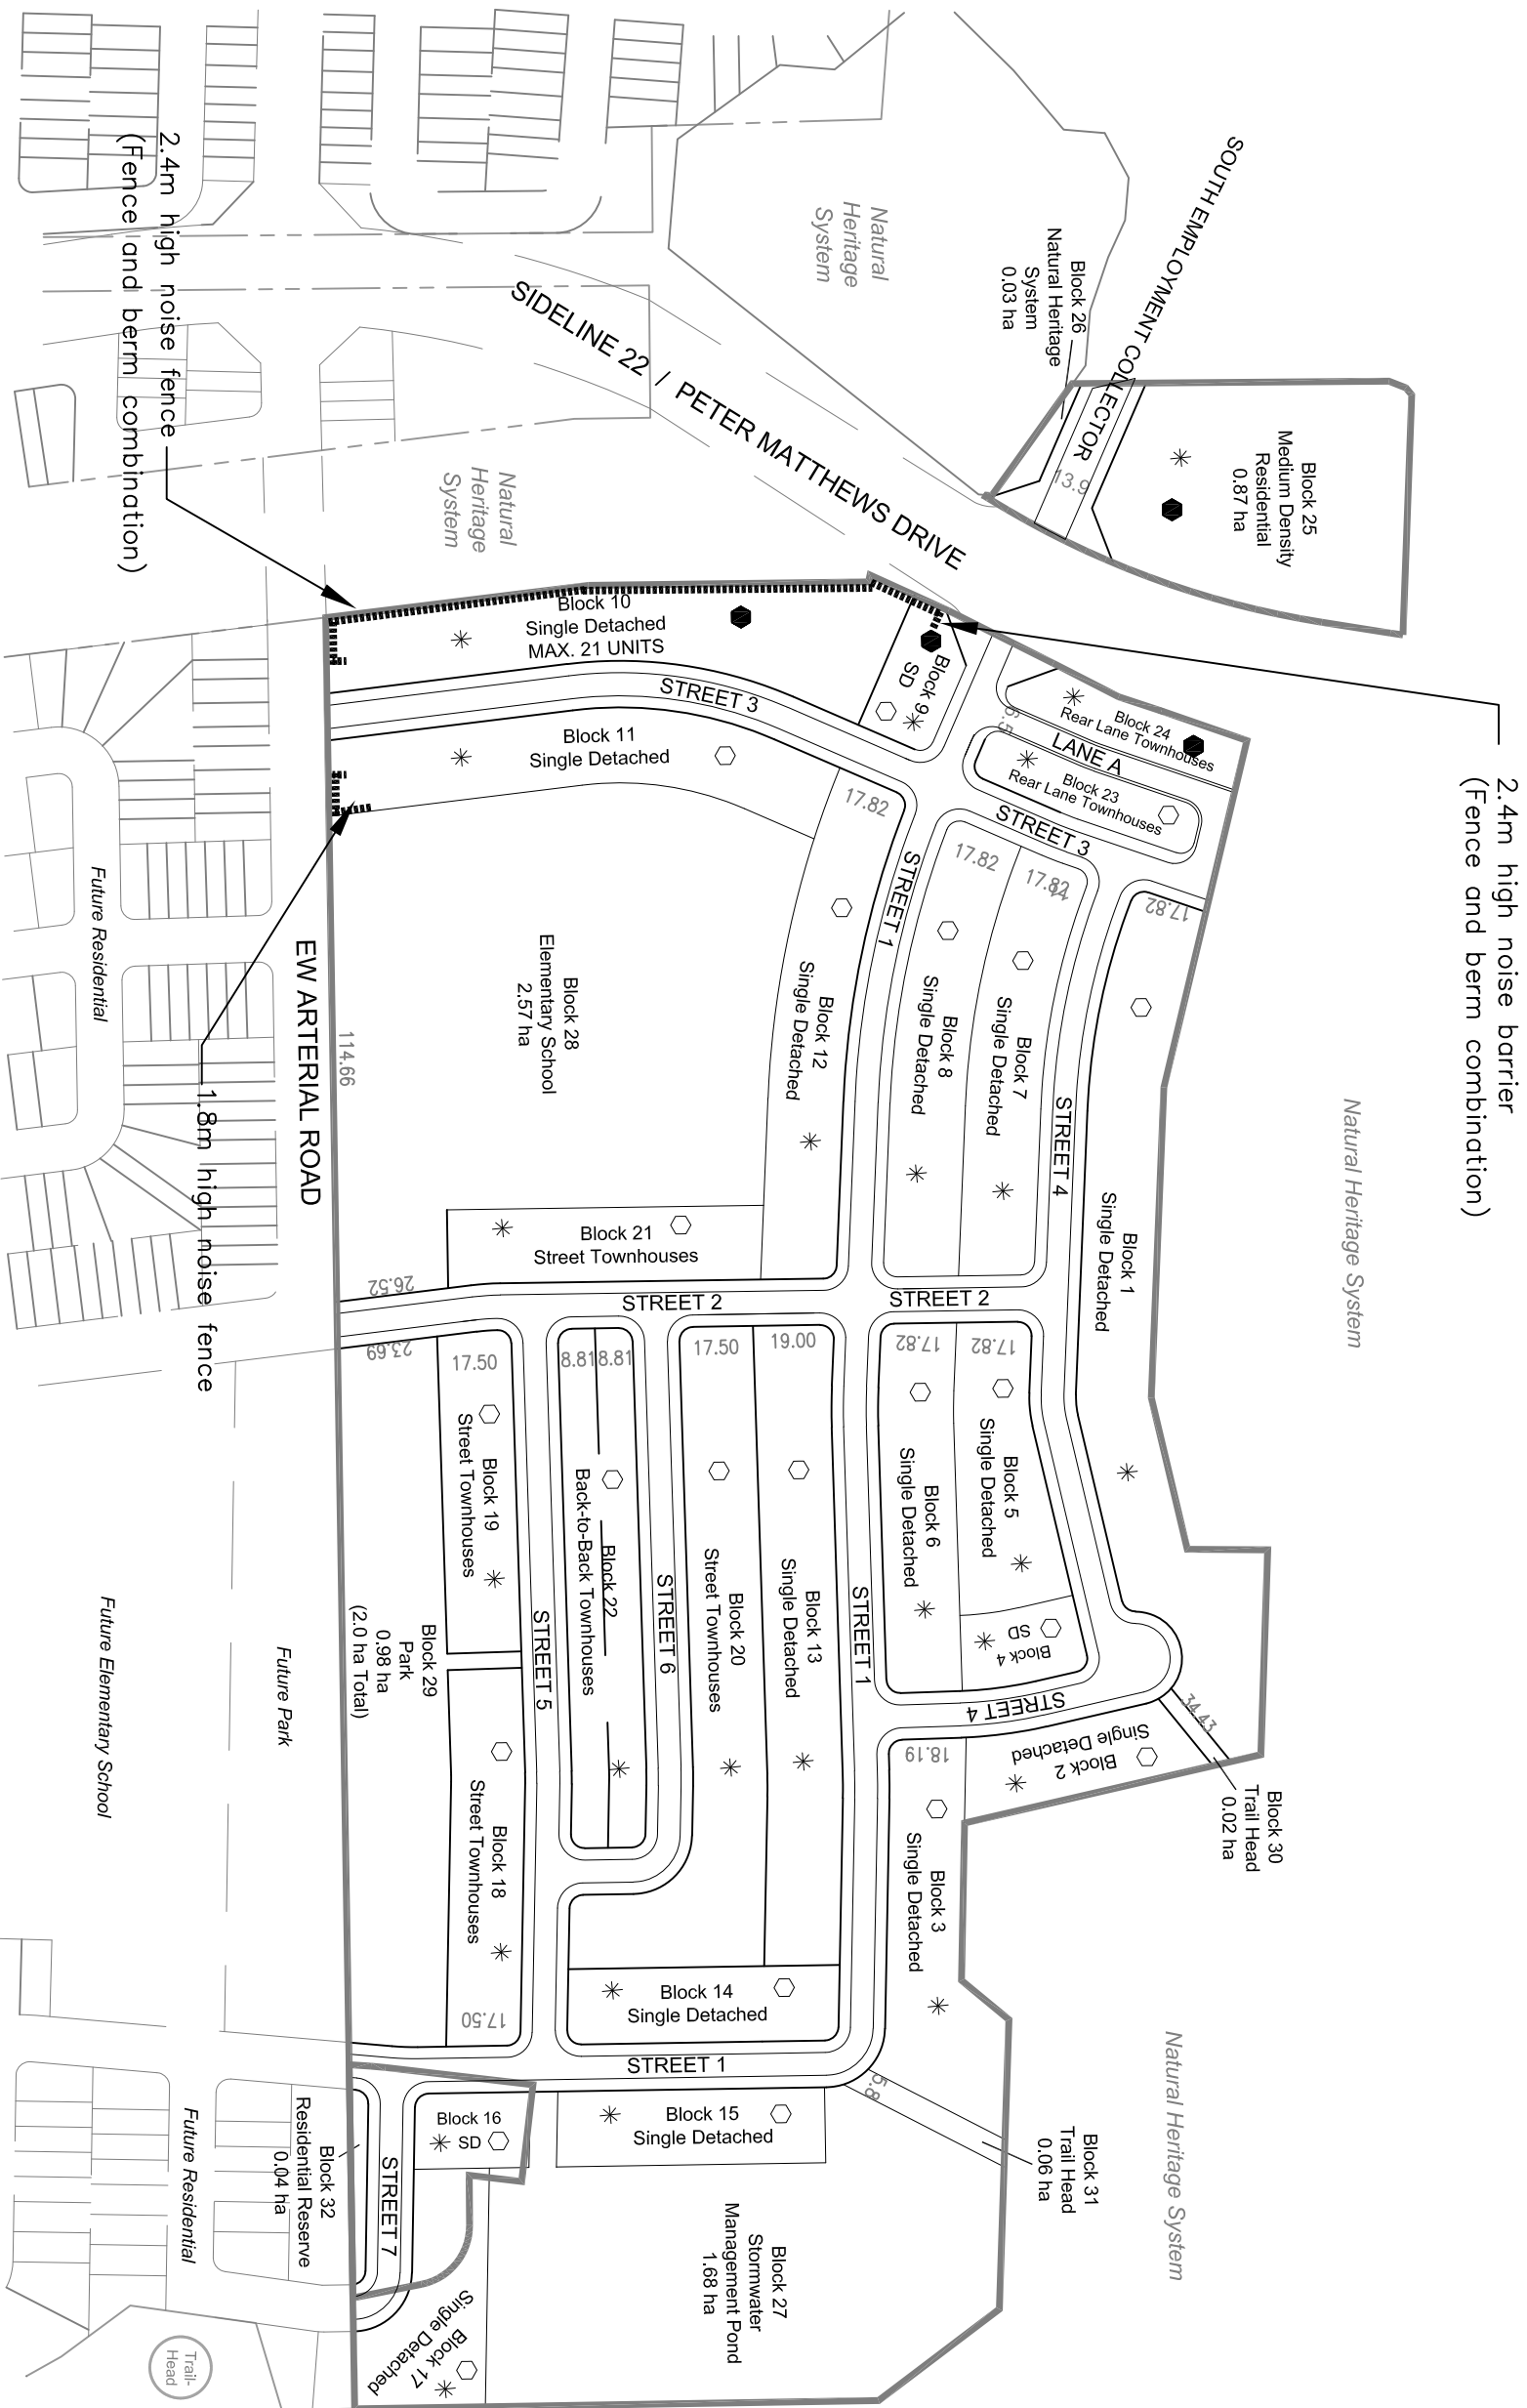 SOUTH EMPLOYMENT COLLECTOR
Block 26
Natural Heritage
System
0.03 ha
Natural
Heritage
System
2.4m high noise fence
(Fence and berm combination)
SIDELINE 22 / PETER MATTHEWS DRIVE
13.9
Block 25
Medium Density
Residential
0.87 ha
Natural
Heritage
System
2.4m high noise barrier
(Fence and berm combination)
Block 10
Single Detached
MAX. 21 UNITS
Block 9
SD
STREET 3
Block 11
Single Detached
Block 24
Rear Lane Townhouses
LANE A
Block 23
Rear Lane Townhouses
STREET 3
17.82
17.82
17.82
17.82
STREET 1
Block 12
Single Detached
Block 8
Single Detached
Block 7
Single Detached
STREET 4
Block 1
Single Detached
Natural Heritage System
Block 28
Elementary School
2.57 ha
EW ARTERIAL ROAD
114.66
Future Residential
1.8m high noise fence
Block 21
Street Townhouses
26.52
STREET 2
STREET 2
23.69
17.50
8.81
8.81
17.50
19.00
17.82
17.82
Block 19
Street Townhouses
Block 22
Back-to-Back Townhouses
Block 20
Street Townhouses
Block 13
Single Detached
Block 6
Single Detached
Block 5
Single Detached
Block 4
SD
STREET 5
STREET 6
STREET 1
STREET 4
Block 29
Park
0.98 ha
(2.0 ha Total)
Future Park
Future Elementary School
34.43
18.19
Block 2
Single Detached
Block 30
Trail Head
0.02 ha
Block 18
Street Townhouses
17.50
Block 3
Single Detached
Block 14
Single Detached
STREET 1
5.8
Block 31
Trail Head
0.06 ha
Natural Heritage System
Block 15
Single Detached
Block 16
SD
STREET 7
Block 32
Residential Reserve
0.04 ha
Future Residential
Block 17
Single Detached
Block 27
Stormwater
Management Pond
1.68 ha
Trail-
Head